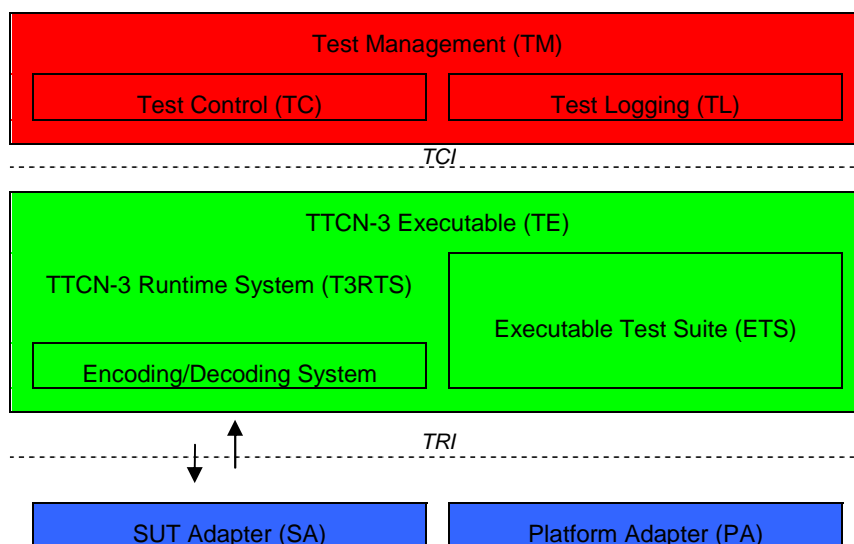 Test Management (TM)
Test Control (TC)
Test Logging (TL)
TCI
TTCN-3 Executable (TE)
TTCN-3 Runtime System (T3RTS)
Executable Test Suite (ETS)
Encoding/Decoding System
TRI
SUT Adapter (SA)
Platform Adapter (PA)